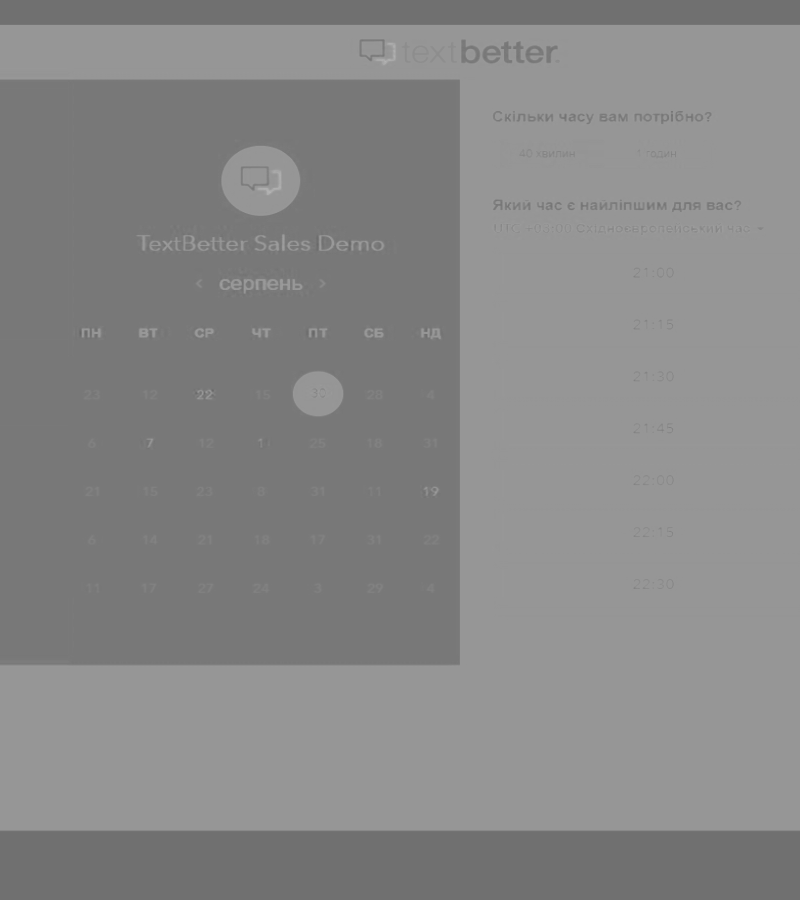 textbetter
TextBetter Sales Demo
серпень
ПН ВТ СР ЧТ ПТ СБ НД
23 12 22 15 30 28 4
6 7 12 1 25 18 31
21 15 23 8 31 11 19
6 14 21 18 17 31 22
11 17 27 24 3 29 4
Скільки часу вам потрібно?
40 хвилин 1 годин
Який час є найліпшим для вас?
UTC +03:00 Східноєвропейський час
21:00
21:15
21:30
21:45
22:00
22:15
22:30